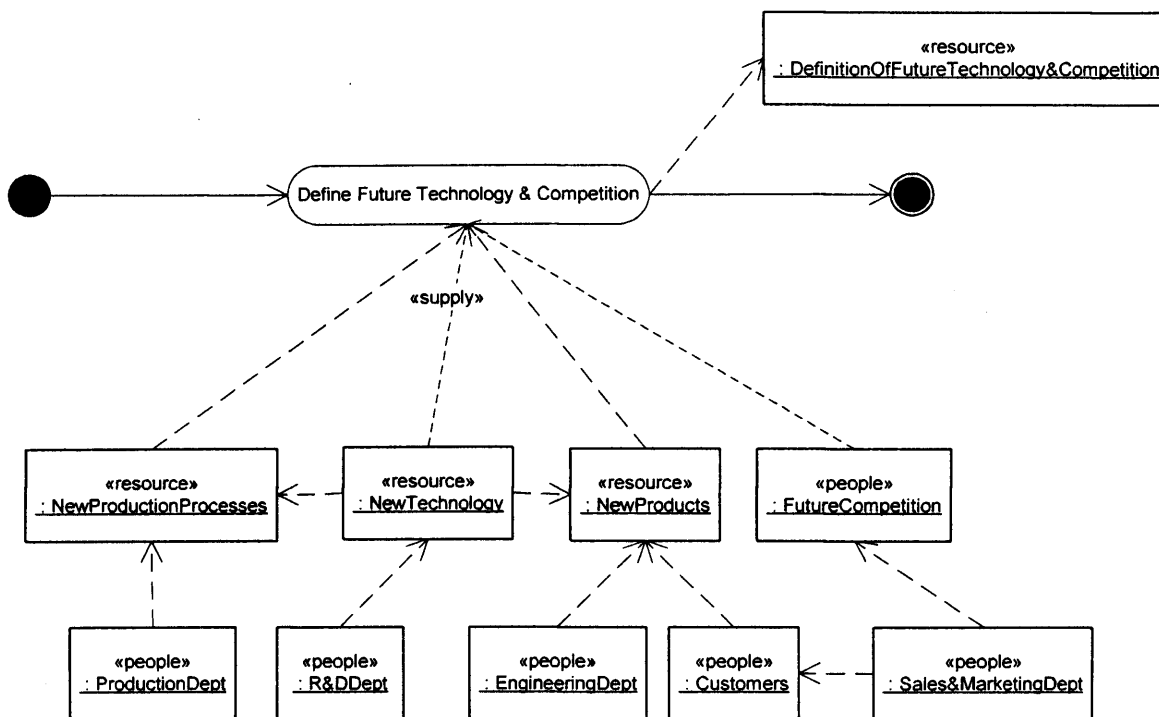 «resource»
: DefinitionOfFutureTechnology&Competition
Define Future Technology & Competition
«supply»
«resource»
: NewProductionProcesses
«resource»
: NewTechnology
«resource»
: NewProducts
«people»
: FutureCompetition
«people»
: ProductionDept
«people»
: R&DDept
«people»
: EngineeringDept
«people»
: Customers
«people»
: Sales&MarketingDept